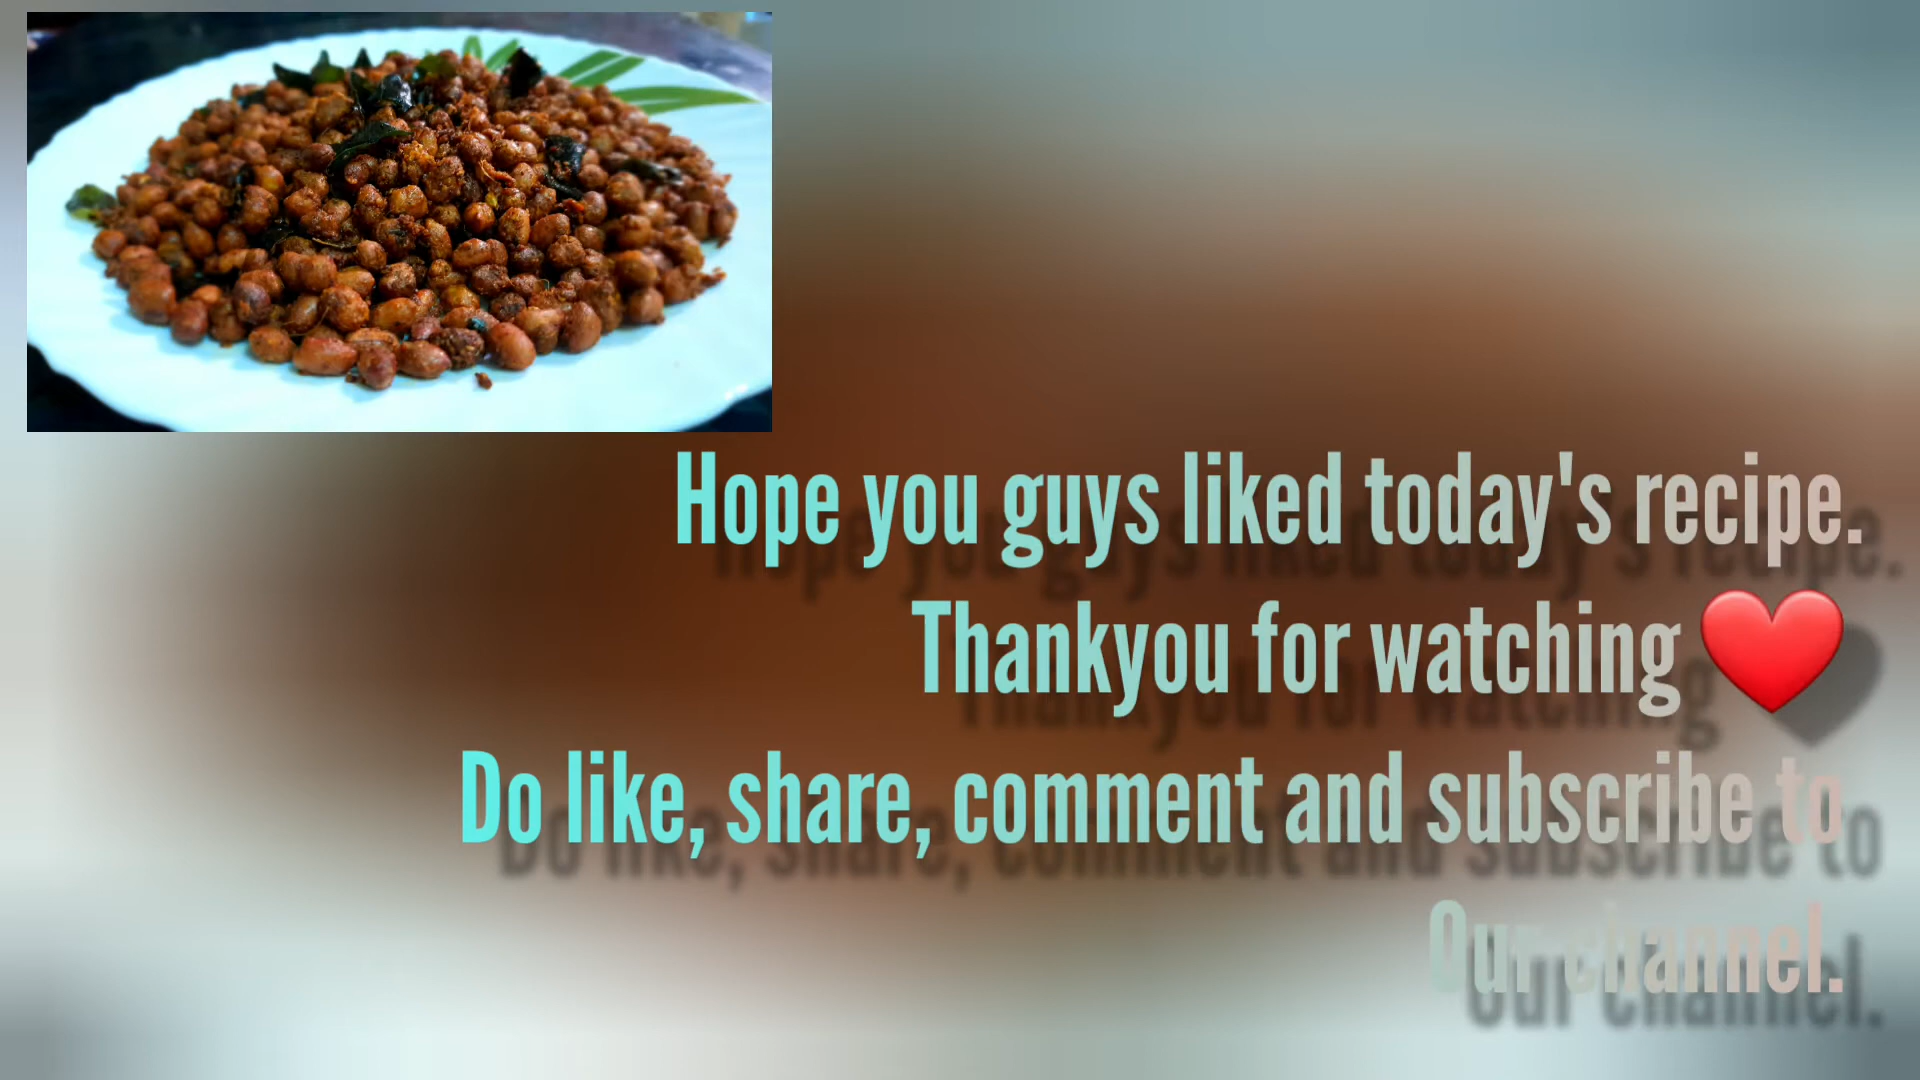 Hope you guys liked today's recipe.
Thankyou for watching ❤️
Do like, share, comment and subscribe to
Our channel.